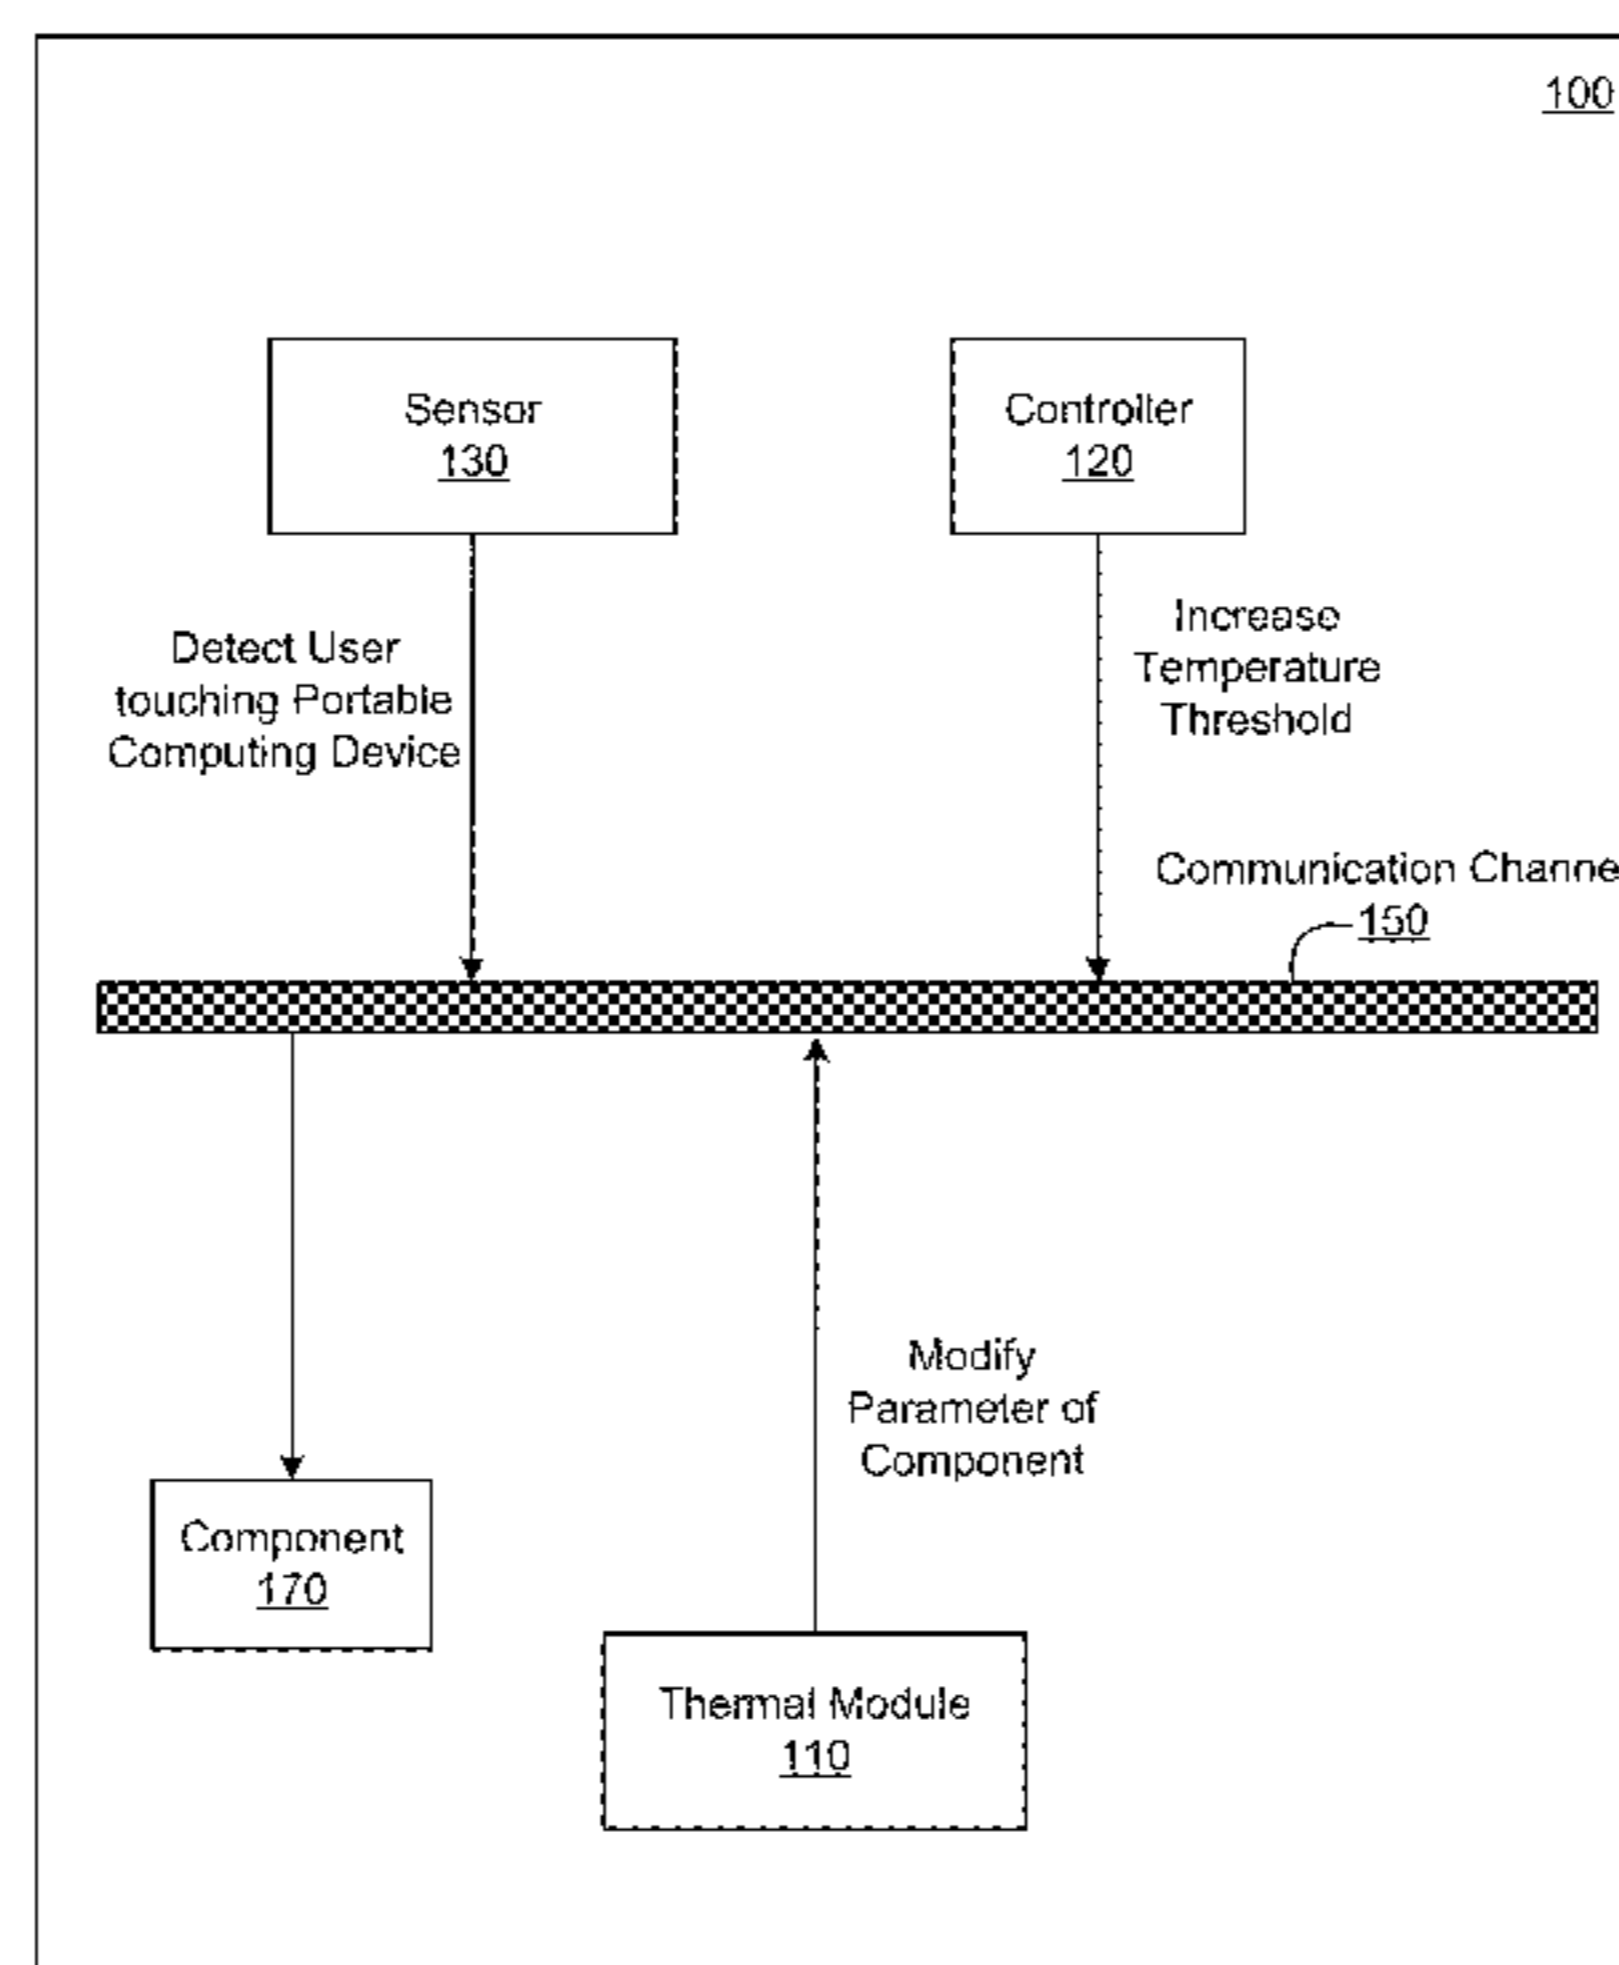 100
Sensor
130
Controller
120
Detect User
touching Portable
Computing Device
Increase
Temperature
Threshold
Communication Channe
150
Modify
Parameter of
Component
Component
170
Thermal Module
110